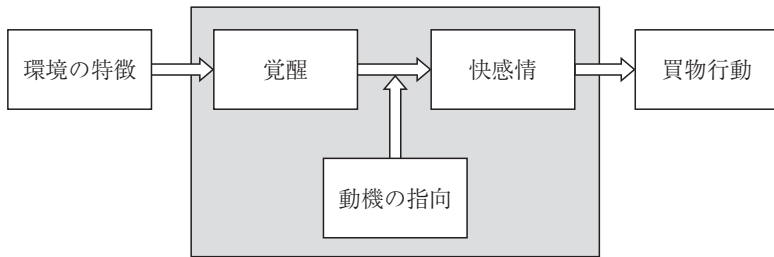 環境の特徴
覚醒
快感情
買物行動
動機の指向